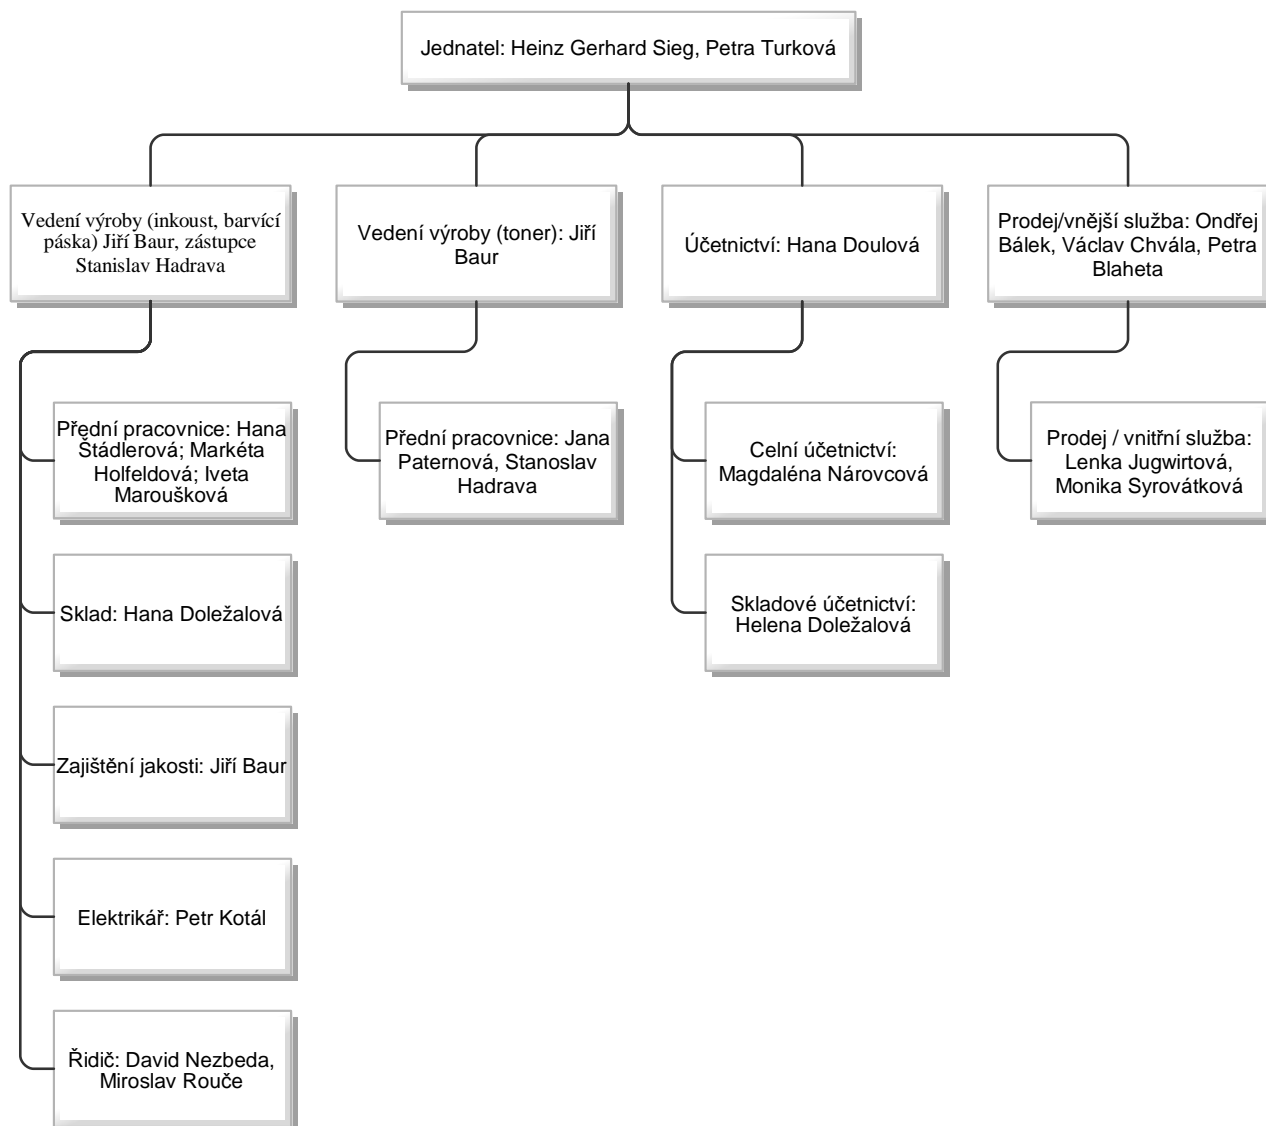 Jednatel: Heinz Gerhard Sieg, Petra Turková
Vedení výroby (inkoust, barvící
páska) Jiří Baur, zástupce
Stanislav Hadrava
Vedení výroby (toner): Jiří
Baur
Účetnictví: Hana Doulová
Prodej/vnější služba: Ondřej
Bálek, Václav Chvála, Petra
Blaheta
Přední pracovnice: Hana
Štádlerová; Markéta
Holfeldová; Iveta
Maroušková
Přední pracovnice: Jana
Paternová, Stanoslav
Hadrava
Celní účetnictví:
Magdaléna Nárovcová
Prodej / vnitřní služba:
Lenka Jugwirtová,
Monika Syrovátková
Sklad: Hana Doležalová
Skladové účetnictví:
Helena Doležalová
Zajištění jakosti: Jiří Baur
Elektrikář: Petr Kotál
Řidič: David Nezbeda,
Miroslav Rouče